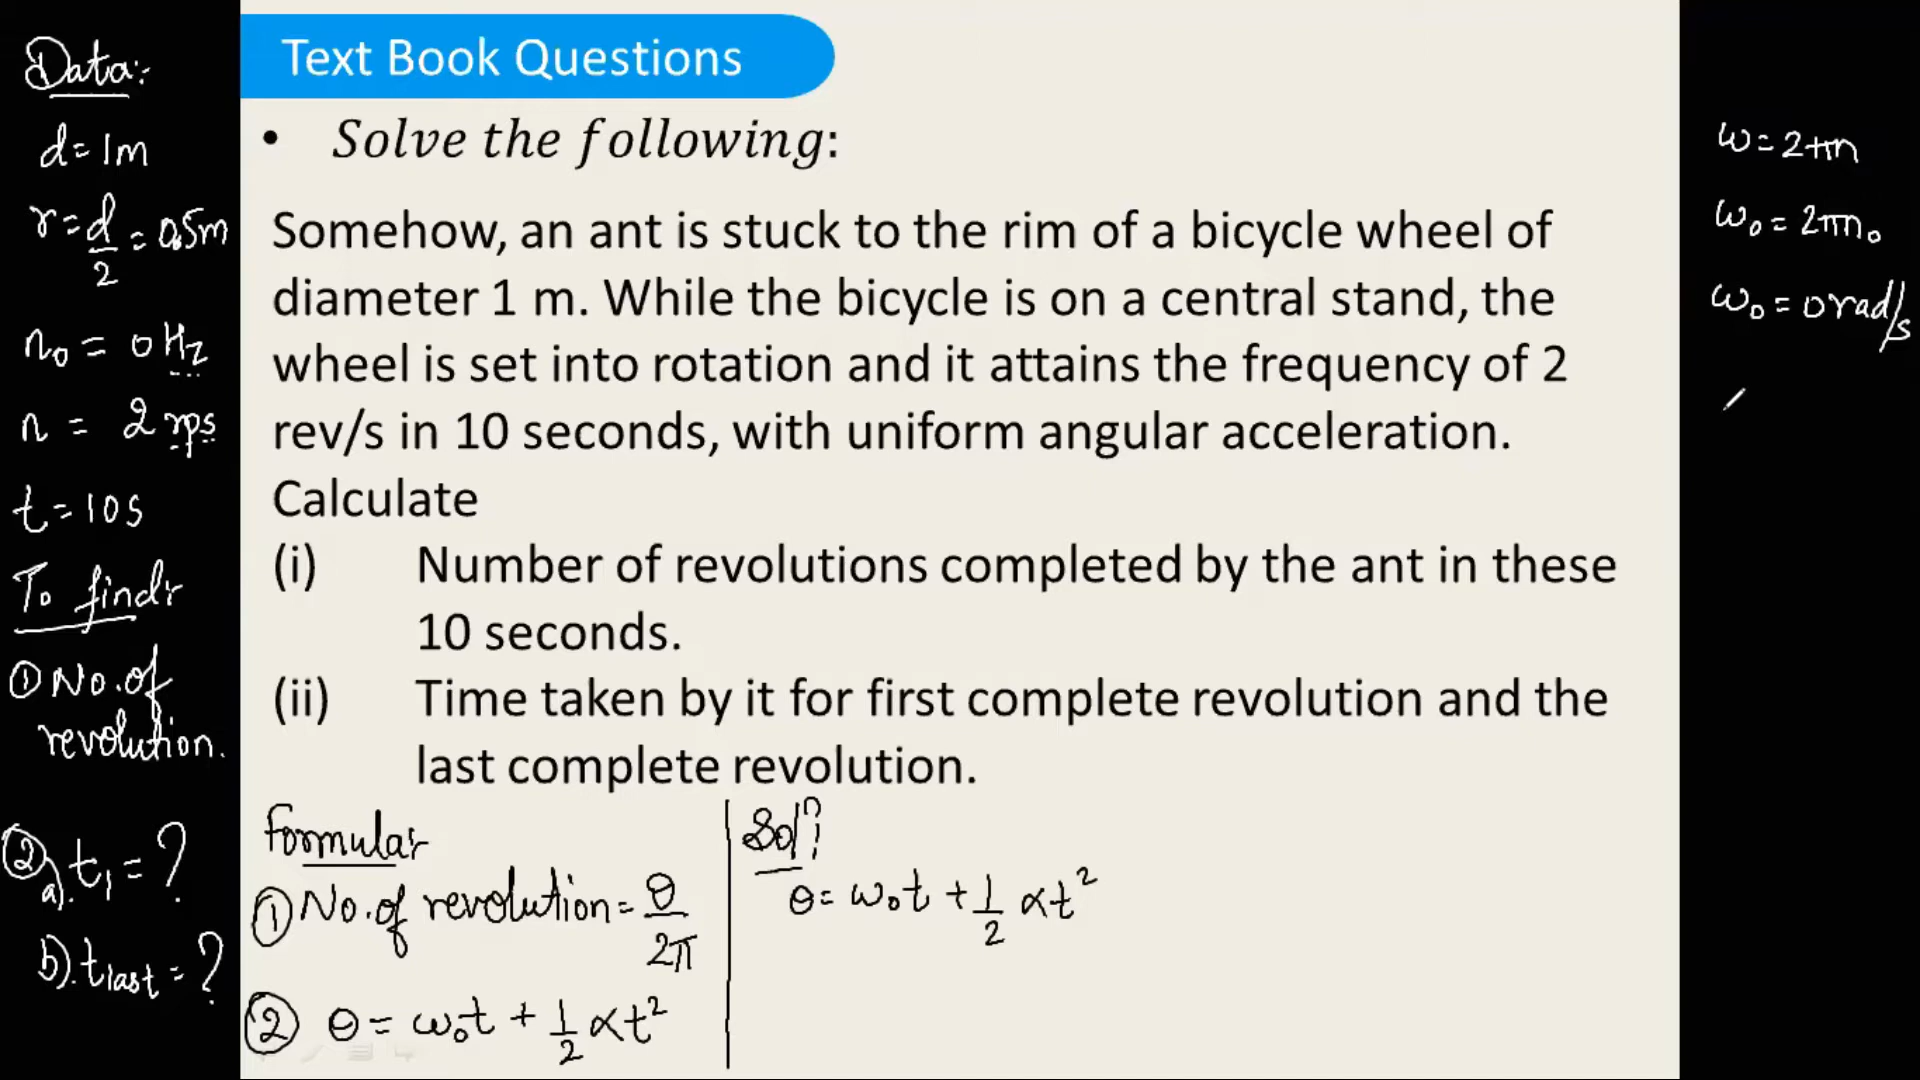 Data:-
d = 1m
r = d/2 = 0.5m
n₀ = 0 Hz
n = 2 rps
t = 10s
To find:
① No. of
revolution.
② a). t₁ = ?
b). t last = ?
Text Book Questions
• Solve the following:
Somehow, an ant is stuck to the rim of a bicycle wheel of
diameter 1 m. While the bicycle is on a central stand, the
wheel is set into rotation and it attains the frequency of 2
rev/s in 10 seconds, with uniform angular acceleration.
Calculate
(i) Number of revolutions completed by the ant in these
10 seconds.
(ii) Time taken by it for first complete revolution and the
last complete revolution.
Formula:
① No. of revolution = θ/2π
② θ = ω₀t + 1/2 αt²
Solⁿ:
θ = ω₀t + 1/2 αt²
ω = 2πn
ω₀ = 2πn₀
ω₀ = 0 rad/s